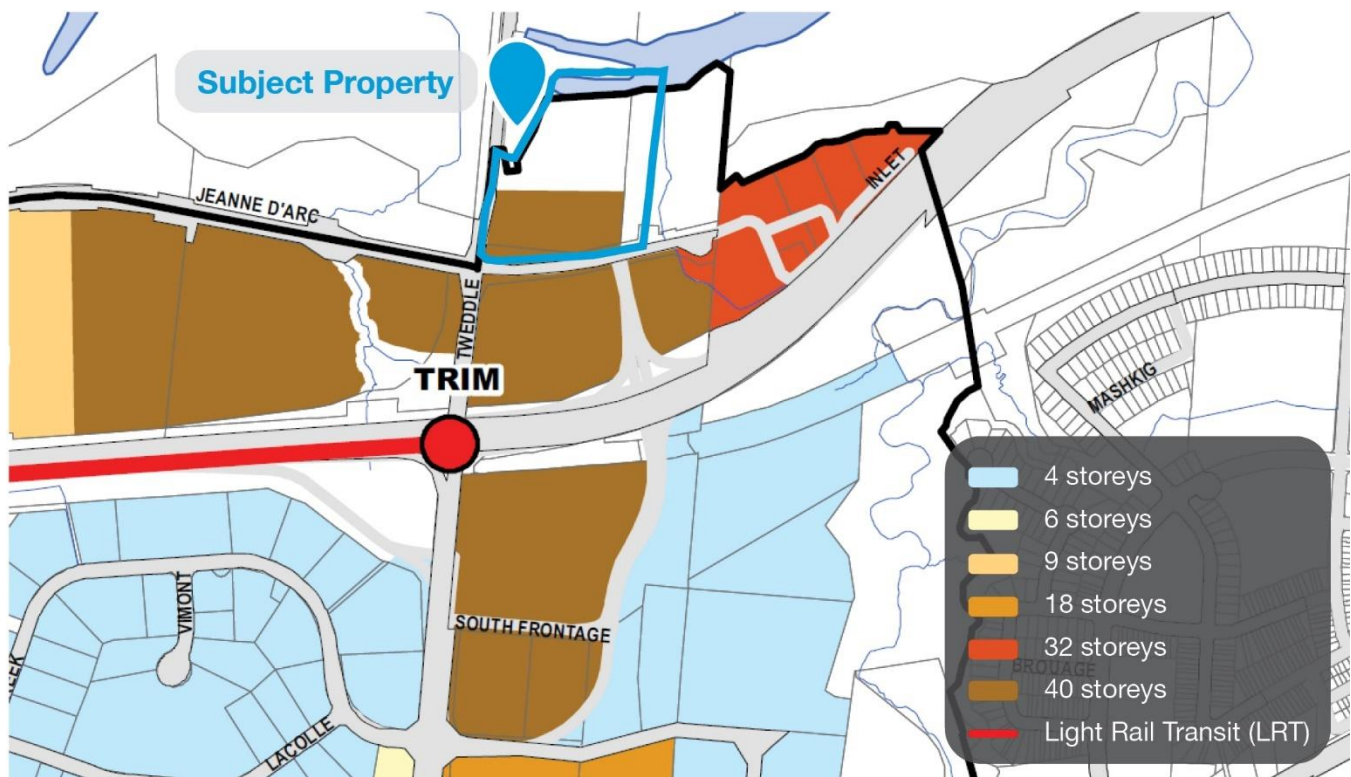 Subject Property
JEANNE D'ARC
INLET
TWEDDLE
TRIM
MASHKIG
VIMONT
SOUTH FRONTAGE
LACOLLE
4 storeys
6 storeys
9 storeys
18 storeys
32 storeys
BROUAGE
40 storeys
Light Rail Transit (LRT)